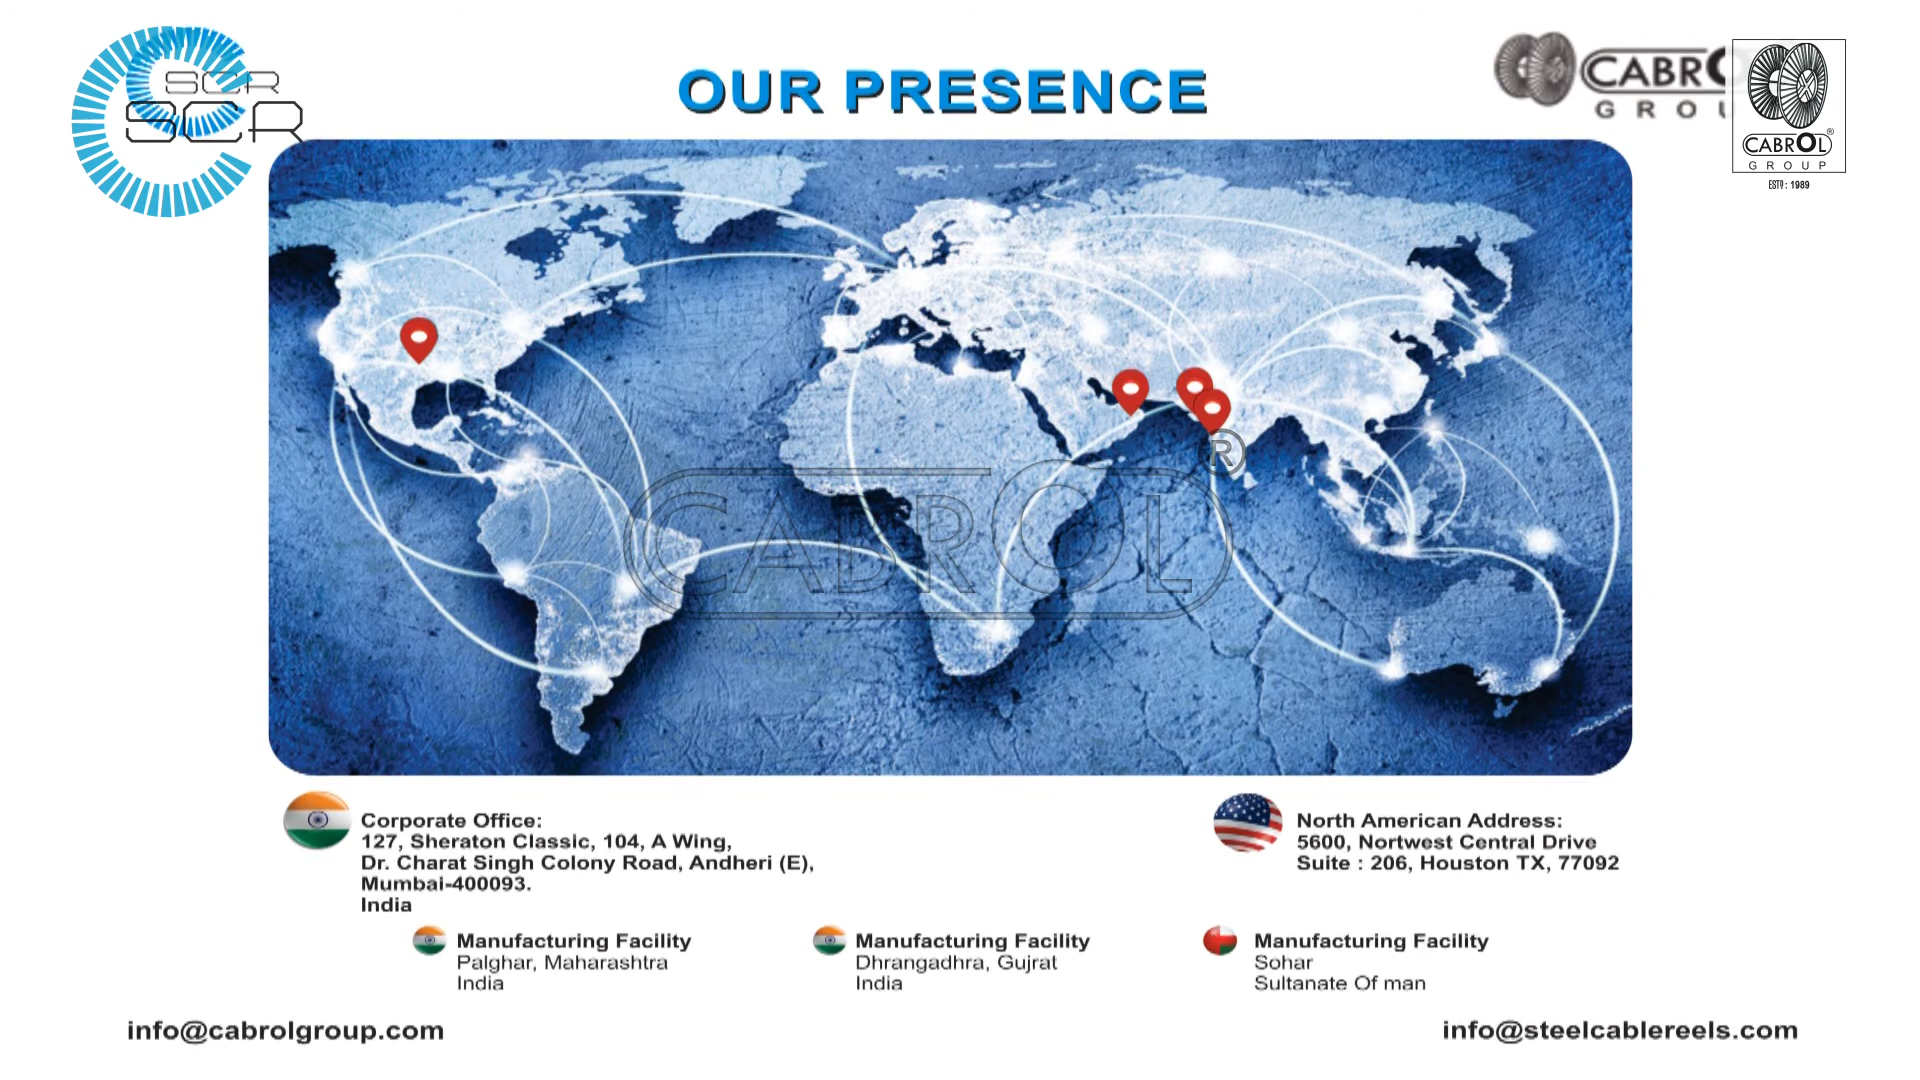 SCR
SCR
OUR PRESENCE
CABRO
GROU
CABROL®
GROUP
ESTD : 1989
CABROL®
Corporate Office:
127, Sheraton Classic, 104, A Wing,
Dr. Charat Singh Colony Road, Andheri (E),
Mumbai-400093.
India
North American Address:
5600, Nortwest Central Drive
Suite : 206, Houston TX, 77092
Manufacturing Facility
Palghar, Maharashtra
India
Manufacturing Facility
Dhrangadhra, Gujrat
India
Manufacturing Facility
Sohar
Sultanate Of man
info@cabrolgroup.com
info@steelcablereels.com